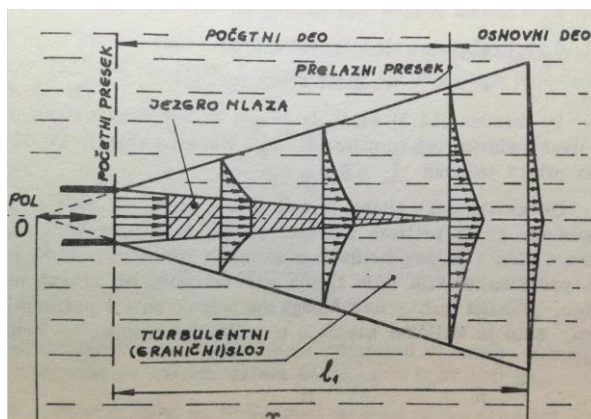 POČETNI DEO
OSNOVNI DEO
POČETNI PRESEK
PRELAZNI PRESEK
JEZGRO MLAZA
POL
O
TURBULENTNI
(GRANIČNI) SLOJ
l₁
x